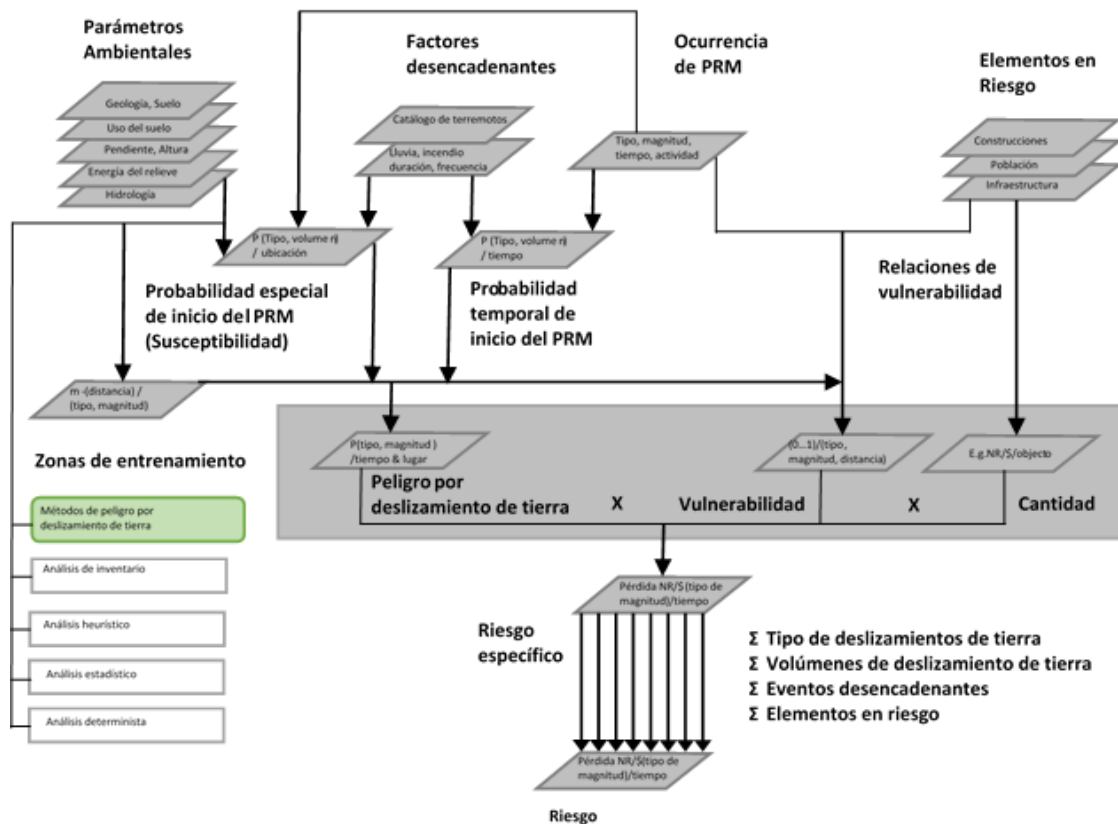 Parámetros
Ambientales
Geología, Suelo
Uso del suelo
Pendiente, Altura
Energía del relieve
Hidrología
Factores
desencadenantes
Catálogo de terremotos
Lluvia, incendio
duración, frecuencia
Ocurrencia
de PRM
Tipo, magnitud,
tiempo, actividad
Elementos en
Riesgo
Construcciones
Población
Infraestructura
P (Tipo, volume n)
/ ubicación
P (Tipo, volume n)
/ tiempo
Probabilidad especial
de inicio del PRM
(Susceptibilidad)
Probabilidad
temporal de
inicio del PRM
Relaciones de
vulnerabilidad
m -(distancia) /
(tipo, magnitud)
Zonas de entrenamiento
P(tipo, magnitud )
/tiempo & lugar
(0...1)/(tipo,
magnitud, distancia)
E.g.NR/$/objecto
Peligro por
deslizamiento de tierra
X
Vulnerabilidad
X
Cantidad
Métodos de peligro por
deslizamiento de tierra
Análisis de inventario
Análisis heurístico
Análisis estadístico
Análisis determinista
Pérdida NR/$(tipo de
magnitud)/tiempo
Riesgo
específico
Σ Tipo de deslizamientos de tierra
Σ Volúmenes de deslizamiento de tierra
Σ Eventos desencadenantes
Σ Elementos en riesgo
Pérdida NR/$(tipo de
magnitud)/tiempo
Riesgo